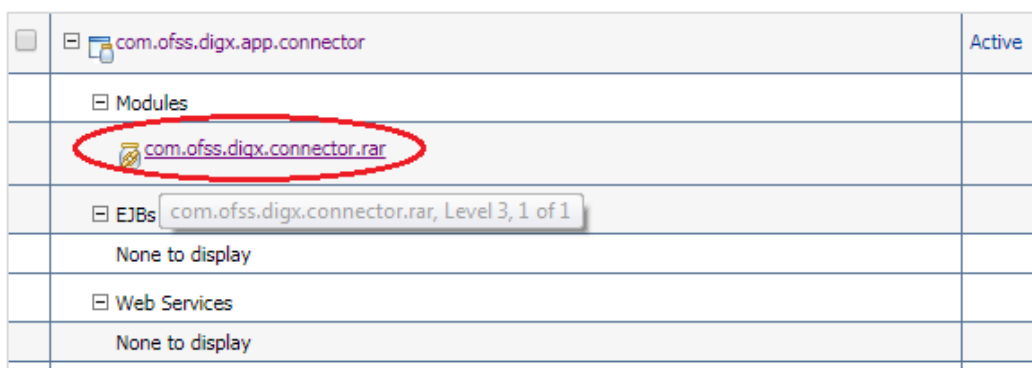 com.ofss.digx.app.connector Active
Modules
com.ofss.digx.connector.rar
EJBs com.ofss.digx.connector.rar, Level 3, 1 of 1
None to display
Web Services
None to display